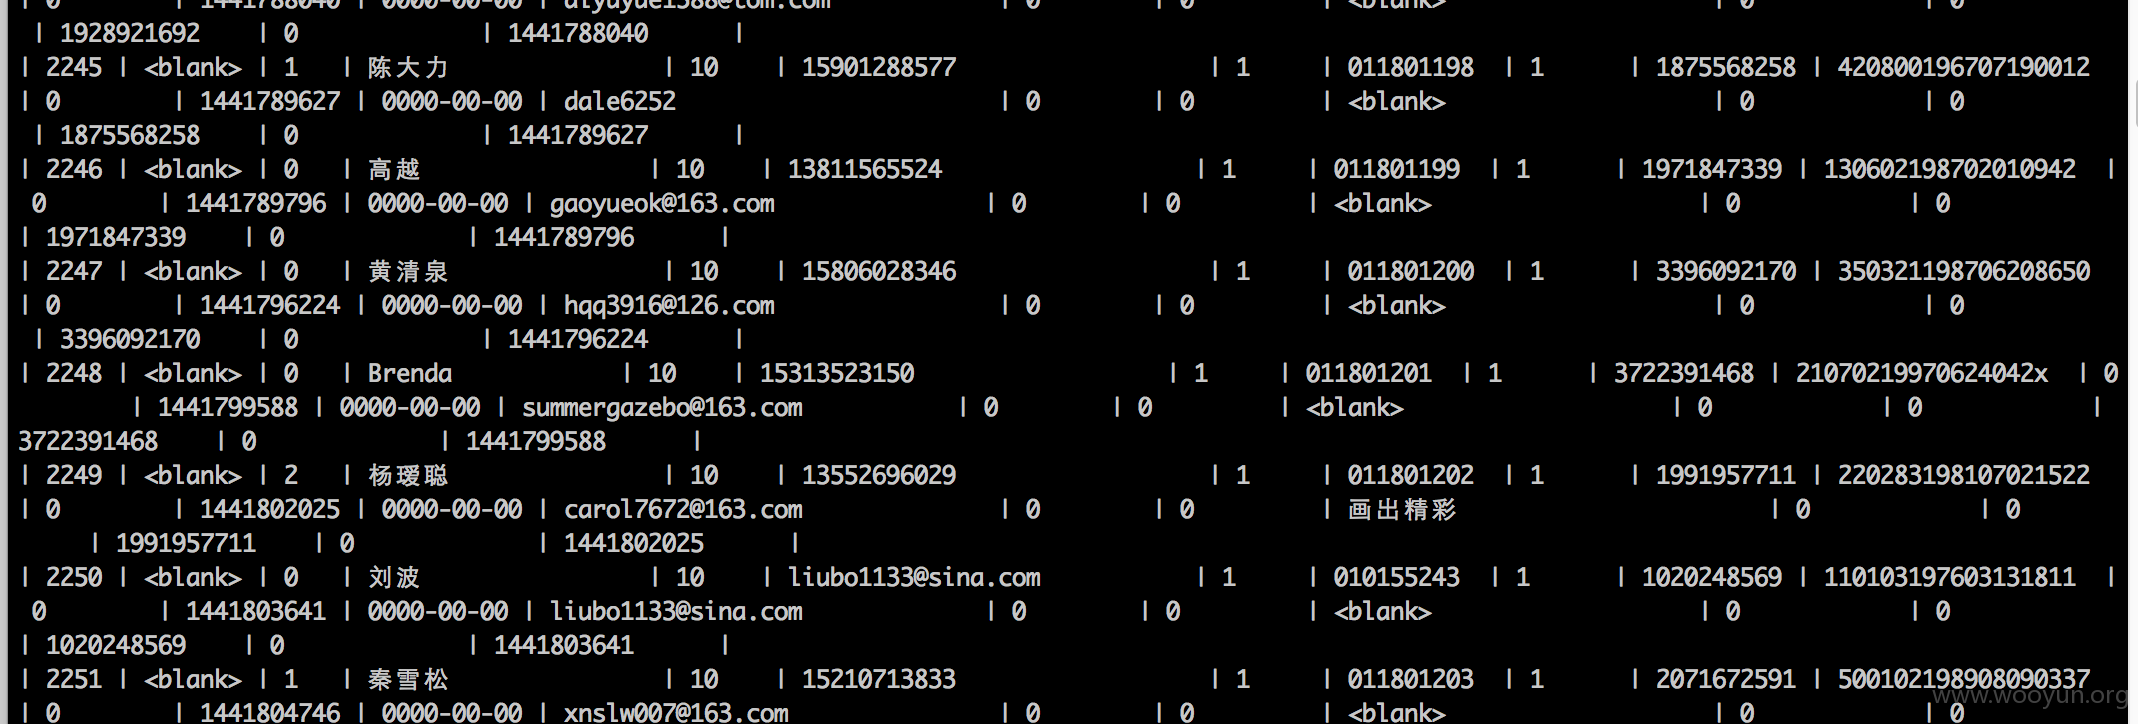 | 0 | 1441788040 | 0000-00-00 | aiyuyue1588@tom.com | 0 | 0 | <blank> | 0 | 0
| 1928921692 | 0 | 1441788040 |
| 2245 | <blank> | 1 | 陈大力 | 10 | 15901288577 | 1 | 011801198 | 1 | 1875568258 | 420800196707190012
| 0 | 1441789627 | 0000-00-00 | dale6252 | 0 | 0 | <blank> | 0 | 0
| 1875568258 | 0 | 1441789627 |
| 2246 | <blank> | 0 | 高越 | 10 | 13811565524 | 1 | 011801199 | 1 | 1971847339 | 130602198702010942 |
0 | 1441789796 | 0000-00-00 | gaoyueok@163.com | 0 | 0 | <blank> | 0 | 0
| 1971847339 | 0 | 1441789796 |
| 2247 | <blank> | 0 | 黄清泉 | 10 | 15806028346 | 1 | 011801200 | 1 | 3396092170 | 350321198706208650
| 0 | 1441796224 | 0000-00-00 | hqq3916@126.com | 0 | 0 | <blank> | 0 | 0
| 3396092170 | 0 | 1441796224 |
| 2248 | <blank> | 0 | Brenda | 10 | 15313523150 | 1 | 011801201 | 1 | 3722391468 | 21070219970624042x | 0
| 1441799588 | 0000-00-00 | summergazebo@163.com | 0 | 0 | <blank> | 0 | 0 |
3722391468 | 0 | 1441799588 |
| 2249 | <blank> | 2 | 杨瑷聪 | 10 | 13552696029 | 1 | 011801202 | 1 | 1991957711 | 220283198107021522
| 0 | 1441802025 | 0000-00-00 | carol7672@163.com | 0 | 0 | 画出精彩 | 0 | 0
| 1991957711 | 0 | 1441802025 |
| 2250 | <blank> | 0 | 刘波 | 10 | liubo1133@sina.com | 1 | 010155243 | 1 | 1020248569 | 110103197603131811 |
0 | 1441803641 | 0000-00-00 | liubo1133@sina.com | 0 | 0 | <blank> | 0 | 0
| 1020248569 | 0 | 1441803641 |
| 2251 | <blank> | 1 | 秦雪松 | 10 | 15210713833 | 1 | 011801203 | 1 | 2071672591 | 500102198908090337
| 0 | 1441804746 | 0000-00-00 | xnslw007@163.com | 0 | 0 | <blank> | 0 | 0
www.wooyun.org